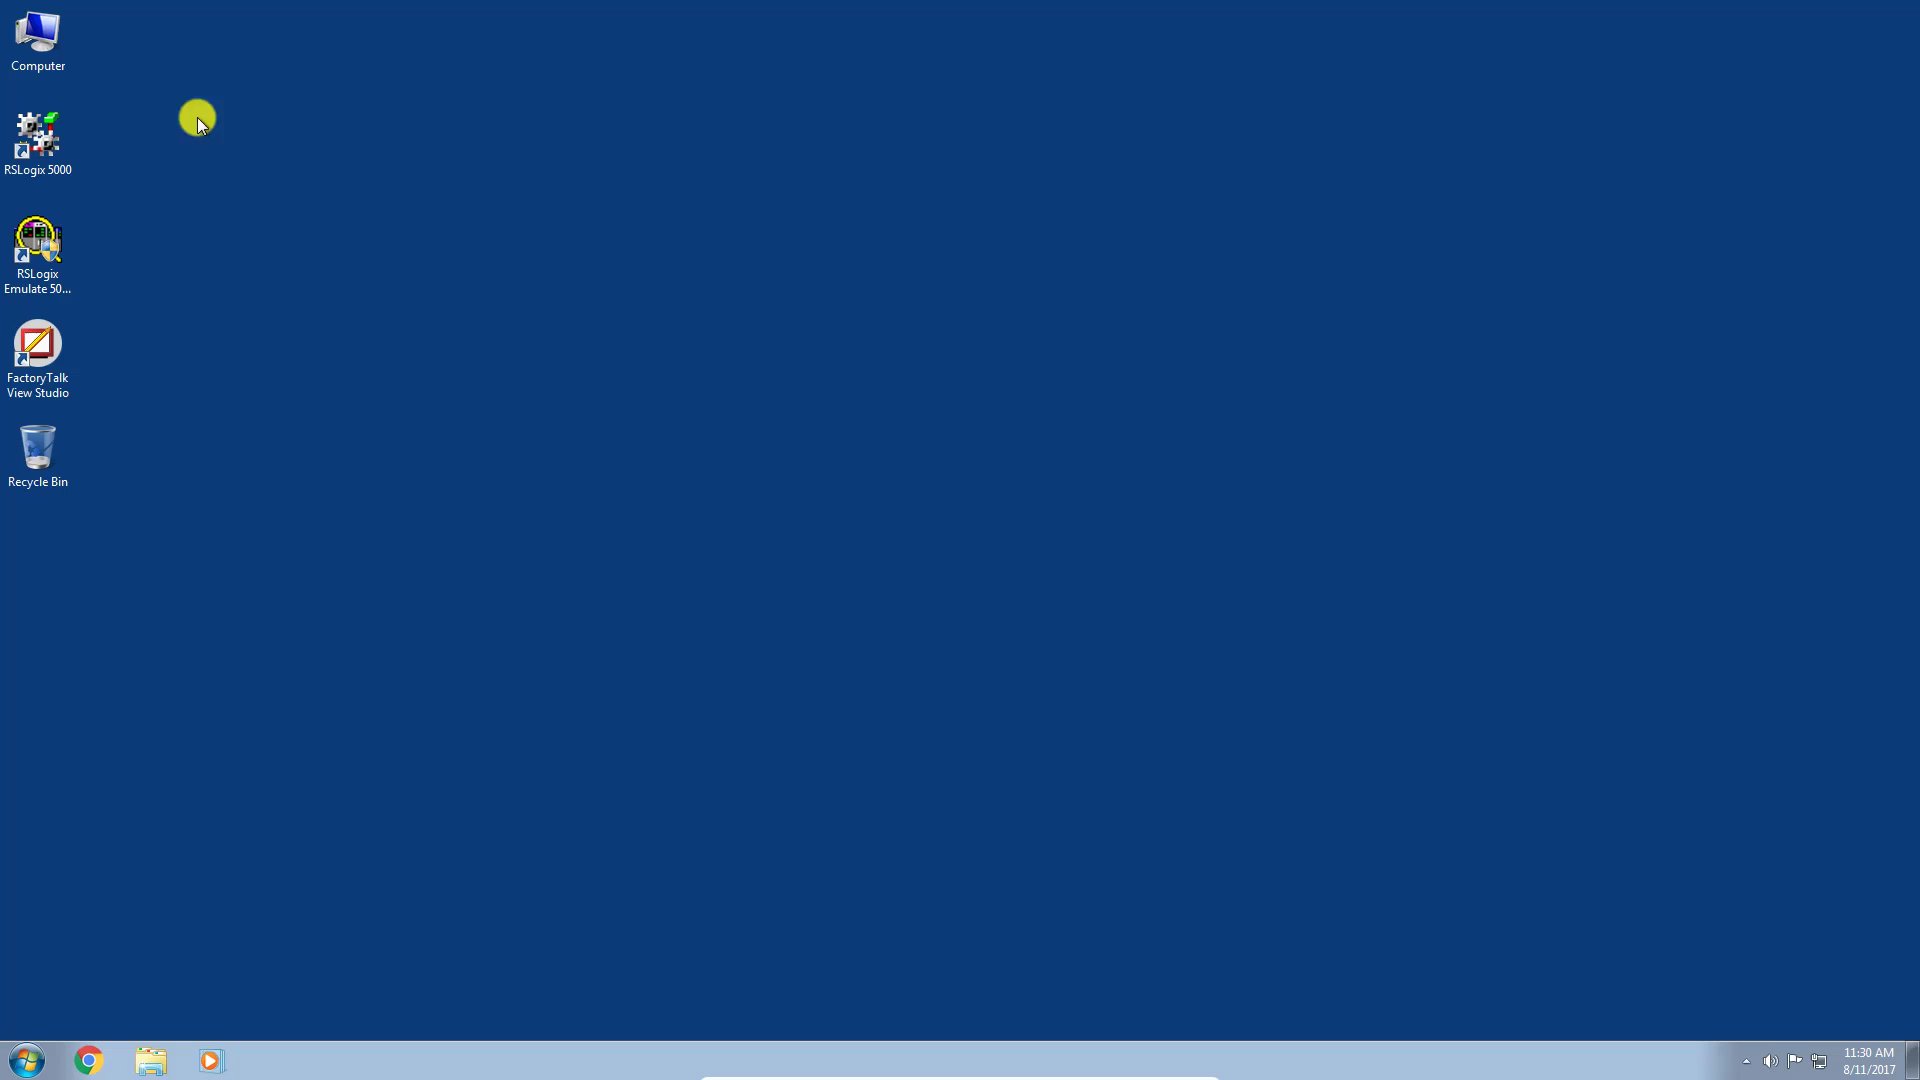 Computer
RSLogix 5000
RSLogix
Emulate 50...
FactoryTalk
View Studio
Recycle Bin
11:30 AM
8/11/2017